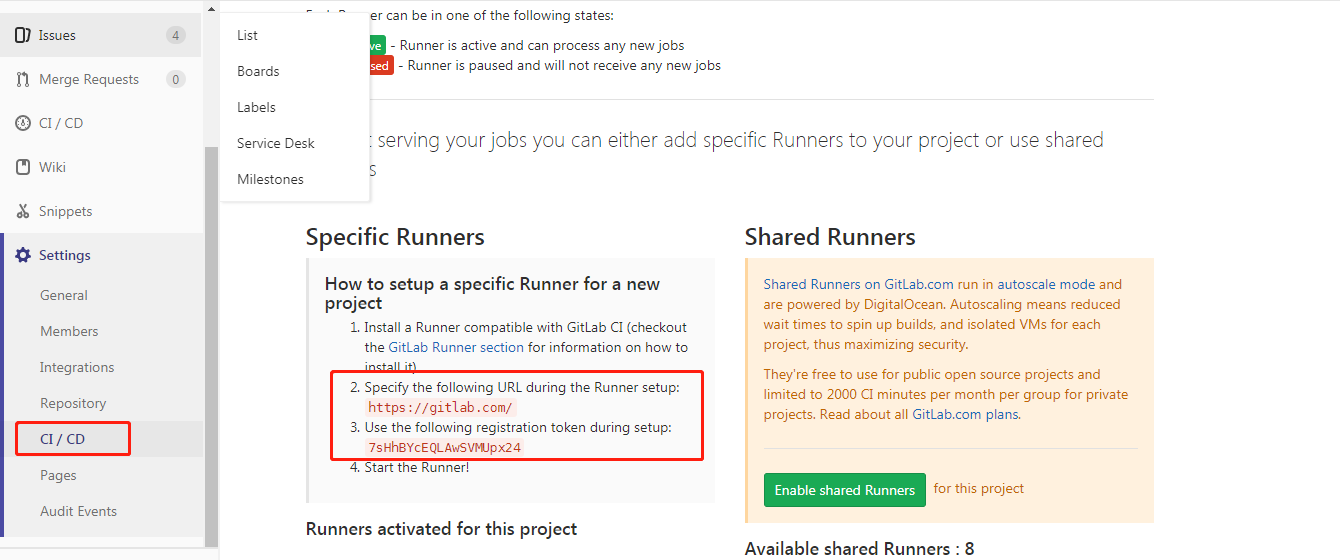 Issues 4
Merge Requests 0
CI / CD
Wiki
Snippets
Settings
General
Members
Integrations
Repository
CI / CD
Pages
Audit Events
List
Boards
Labels
Service Desk
Milestones
can be in one of the following states:
- Runner is active and can process any new jobs
- Runner is paused and will not receive any new jobs
serving your jobs you can either add specific Runners to your project or use shared
Specific Runners
How to setup a specific Runner for a new
project
1. Install a Runner compatible with GitLab CI (checkout
the GitLab Runner section for information on how to
install it)
2. Specify the following URL during the Runner setup:
https://gitlab.com/
3. Use the following registration token during setup:
7sHhBYcEQLAwSVMUpx24
4. Start the Runner!
Runners activated for this project
Shared Runners
Shared Runners on GitLab.com run in autoscale mode and
are powered by DigitalOcean. Autoscaling means reduced
wait times to spin up builds, and isolated VMs for each
project, thus maximizing security.
They're free to use for public open source projects and
limited to 2000 CI minutes per month per group for private
projects. Read about all GitLab.com plans.
Enable shared Runners for this project
Available shared Runners : 8